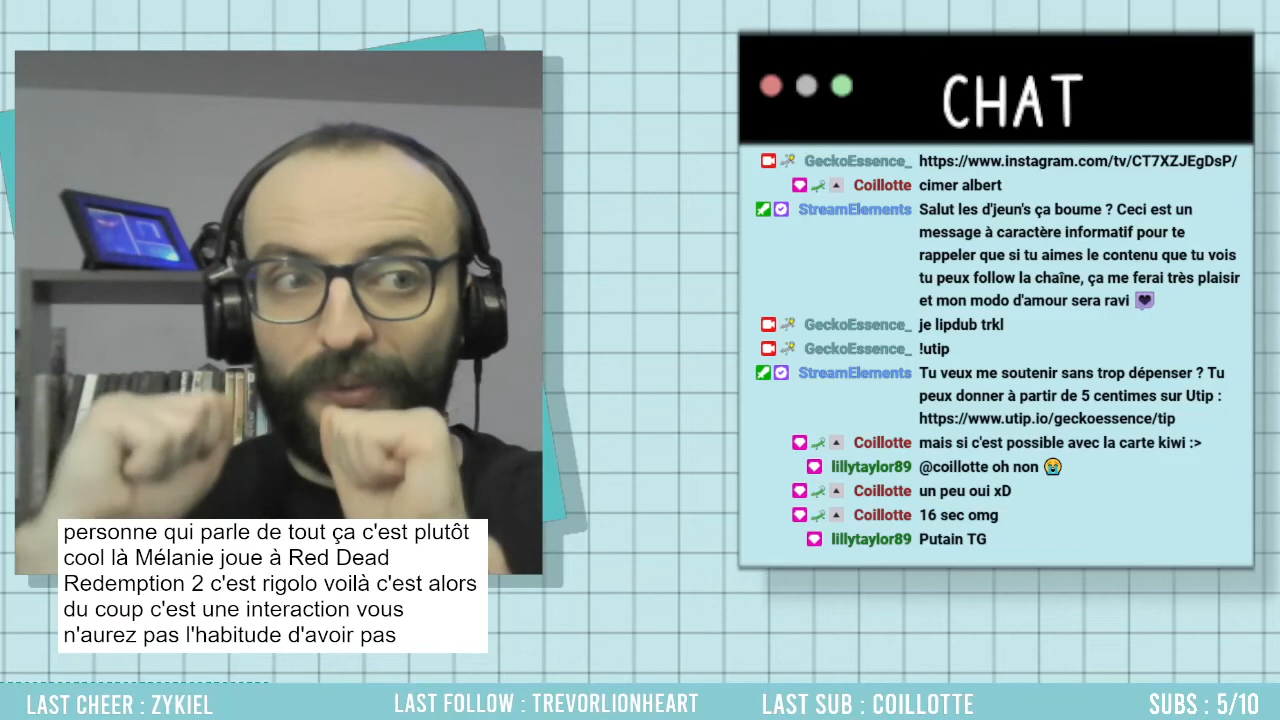 CHAT
GeckoEssence_ https://www.instagram.com/tv/CT7XZJEgDsP/
Coillotte cimer albert
StreamElements Salut les d'jeun's ça boume ? Ceci est un
message à caractère informatif pour te
rappeler que si tu aimes le contenu que tu vois
tu peux follow la chaîne, ça me ferai très plaisir
et mon modo d'amour sera ravi
GeckoEssence_ je lipdub trkl
GeckoEssence_ !utip
StreamElements Tu veux me soutenir sans trop dépenser ? Tu
peux donner à partir de 5 centimes sur Utip :
https://www.utip.io/geckoessence/tip
Coillotte mais si c'est possible avec la carte kiwi :>
lillytaylor89 @coillotte oh non 😭
Coillotte un peu oui xD
Coillotte 16 sec omg
lillytaylor89 Putain TG
personne qui parle de tout ça c'est plutôt
cool là Mélanie joue à Red Dead
Redemption 2 c'est rigolo voilà c'est alors
du coup c'est une interaction vous
n'aurez pas l'habitude d'avoir pas
LAST CHEER : ZYKIEL
LAST FOLLOW : TREVORLIONHEART
LAST SUB : COILLOTTE
SUBS : 5/10